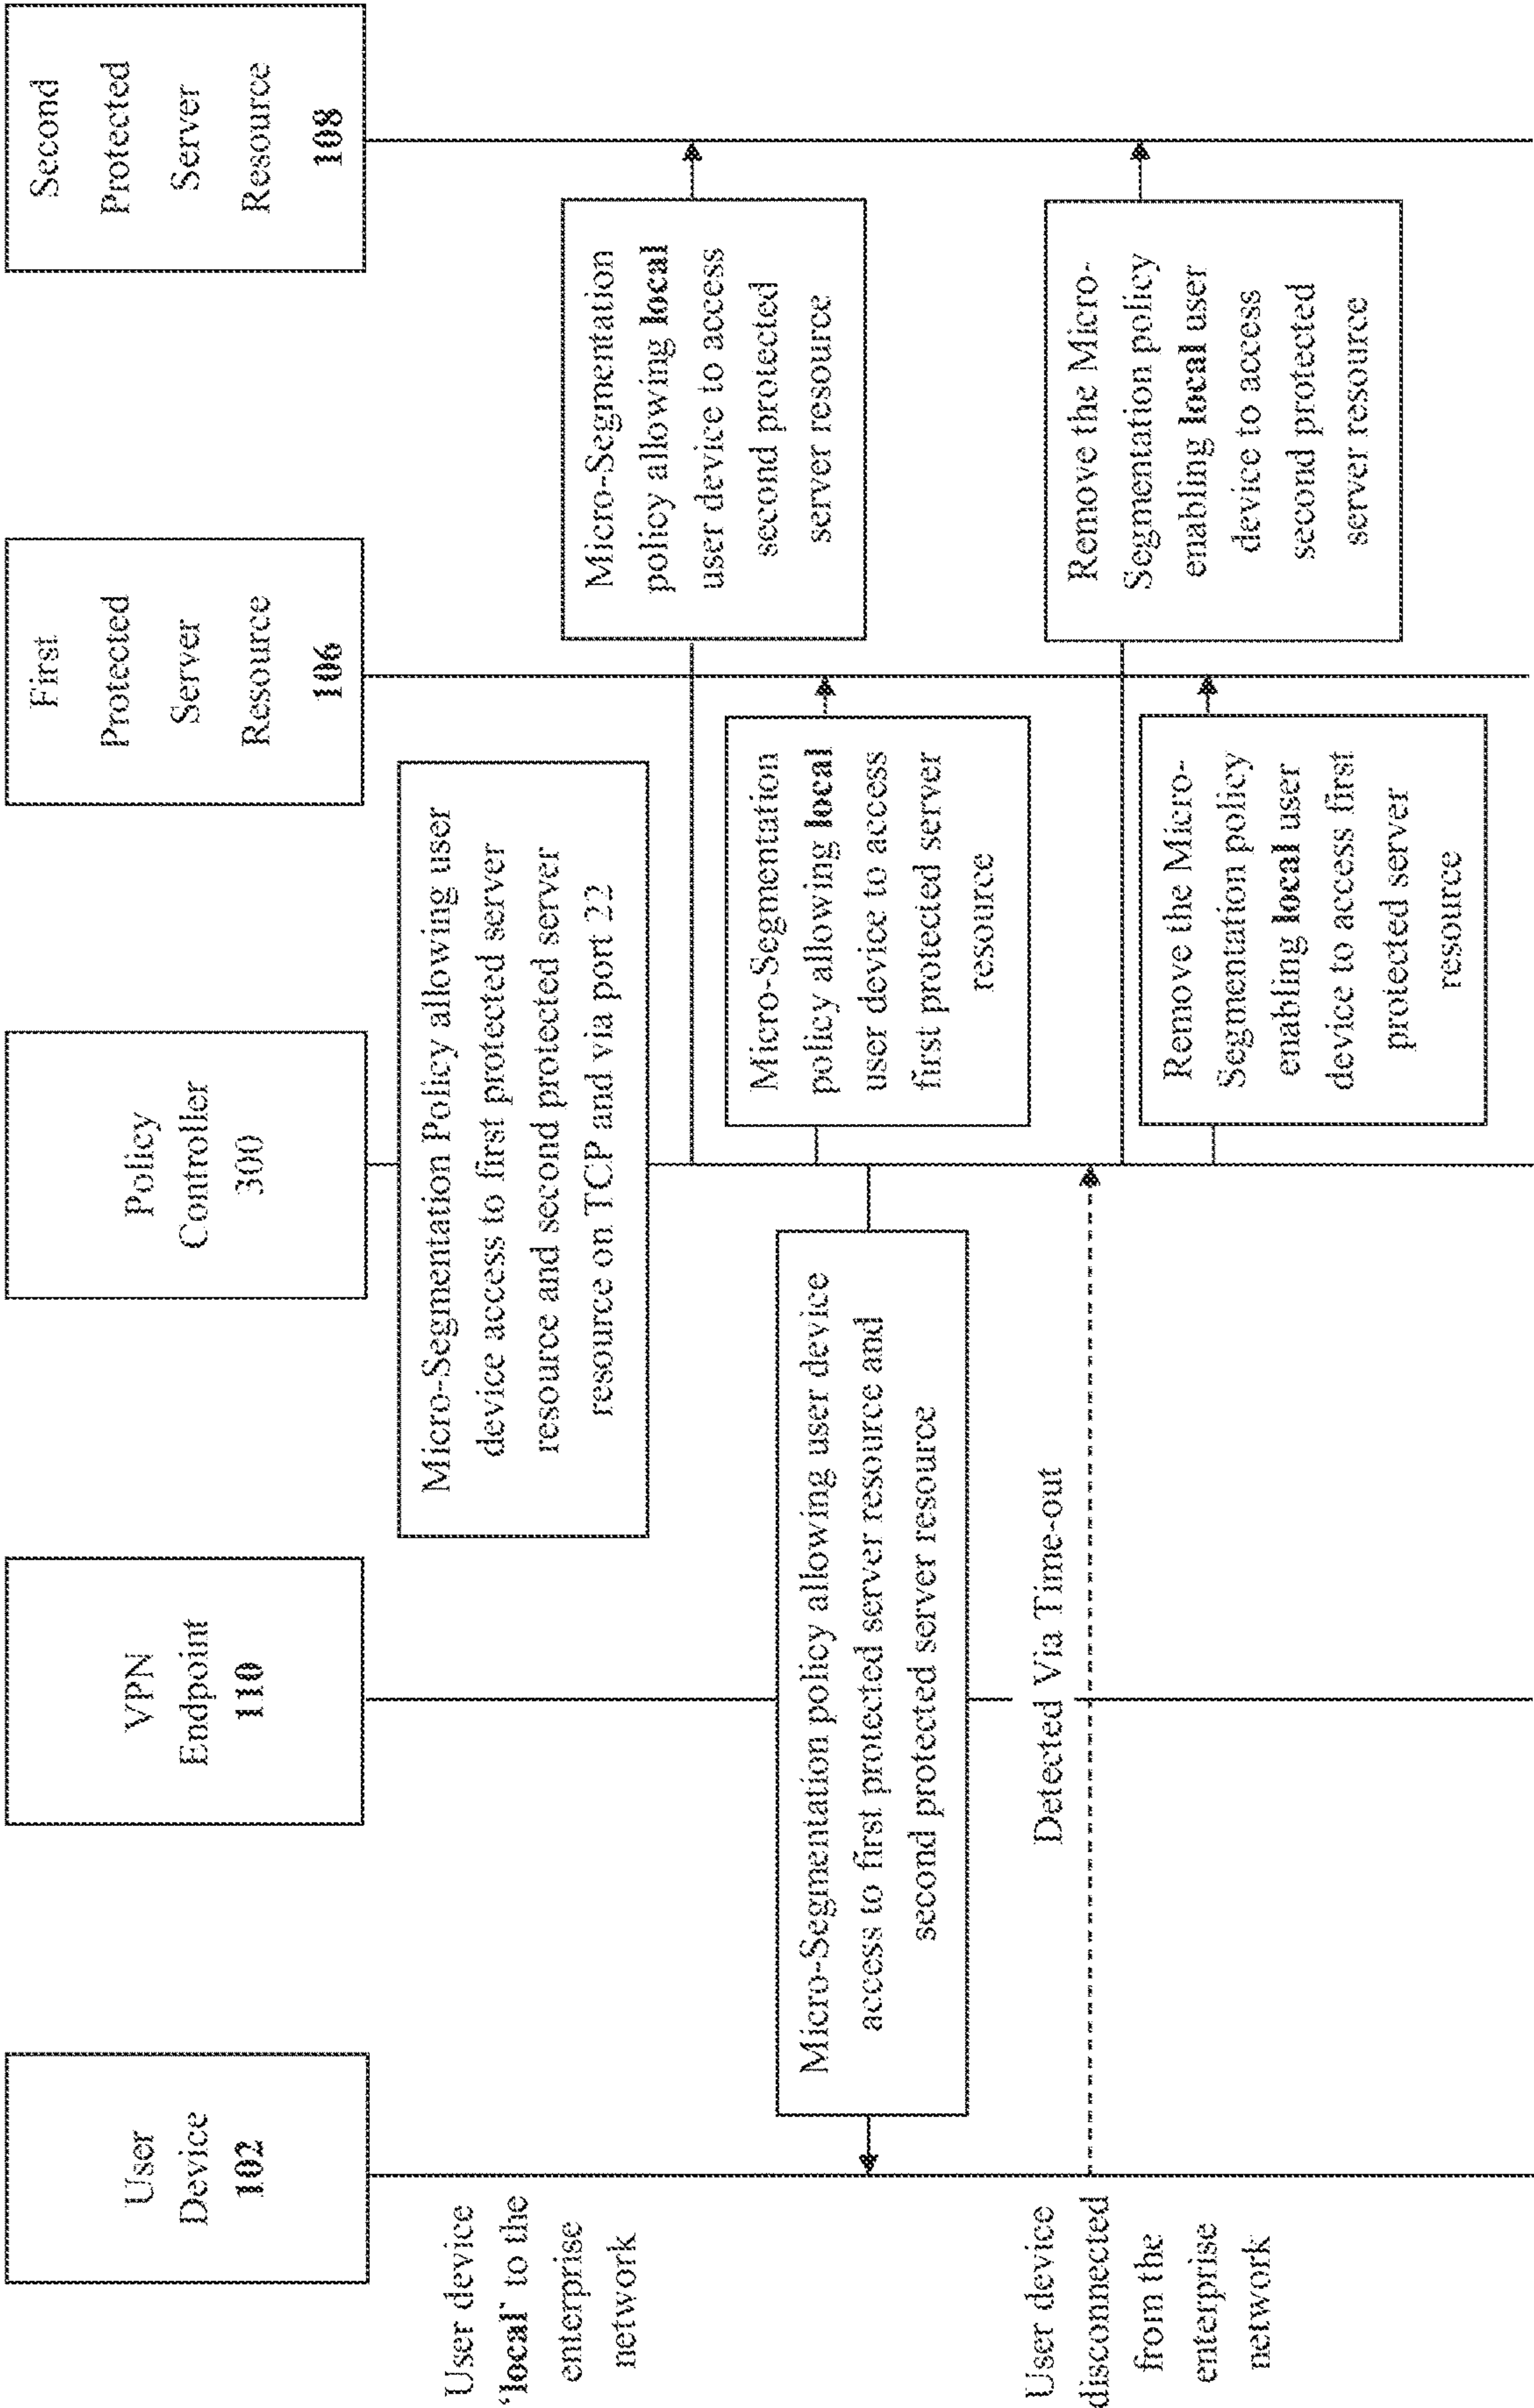 User
Device
102
VPN
Endpoint
110
Policy
Controller
300
First
Protected
Server
Resource
106
Second
Protected
Server
Resource
108
User device
‘local’ to the
enterprise
network
Micro-Segmentation Policy allowing user
device access to first protected server
resource and second protected server
resource on TCP and via port 22
Micro-Segmentation
policy allowing local
user device to access
second protected
server resource
Micro-Segmentation
policy allowing local
user device to access
first protected server
resource
Micro-Segmentation policy allowing user device
access to first protected server resource and
second protected server resource
User device
disconnected
from the
enterprise
network
Detected Via Time-out
Remove the Micro-
Segmentation policy
enabling local user
device to access
second protected
server resource
Remove the Micro-
Segmentation policy
enabling local user
device to access first
protected server
resource